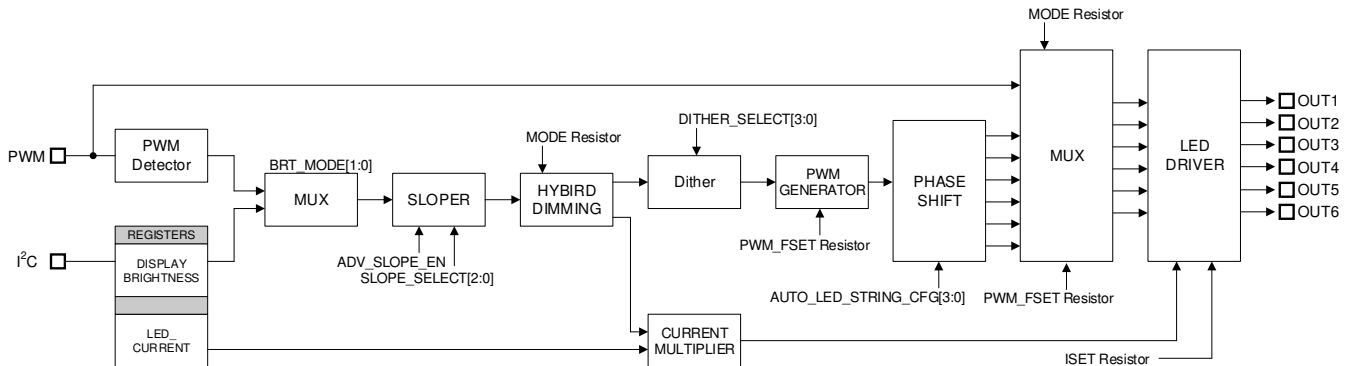 MODE Resistor
PWM
PWM
Detector
BRT_MODE[1:0]
MUX
SLOPER
ADV_SLOPE_EN
SLOPE_SELECT[2:0]
MODE Resistor
HYBIRD
DIMMING
DITHER_SELECT[3:0]
Dither
PWM
GENERATOR
PWM_FSET Resistor
PHASE
SHIFT
AUTO_LED_STRING_CFG[3:0]
MUX
PWM_FSET Resistor
LED
DRIVER
OUT1
OUT2
OUT3
OUT4
OUT5
OUT6
I²C
REGISTERS
DISPLAY
BRIGHTNESS
LED_
CURRENT
CURRENT
MULTIPLIER
ISET Resistor